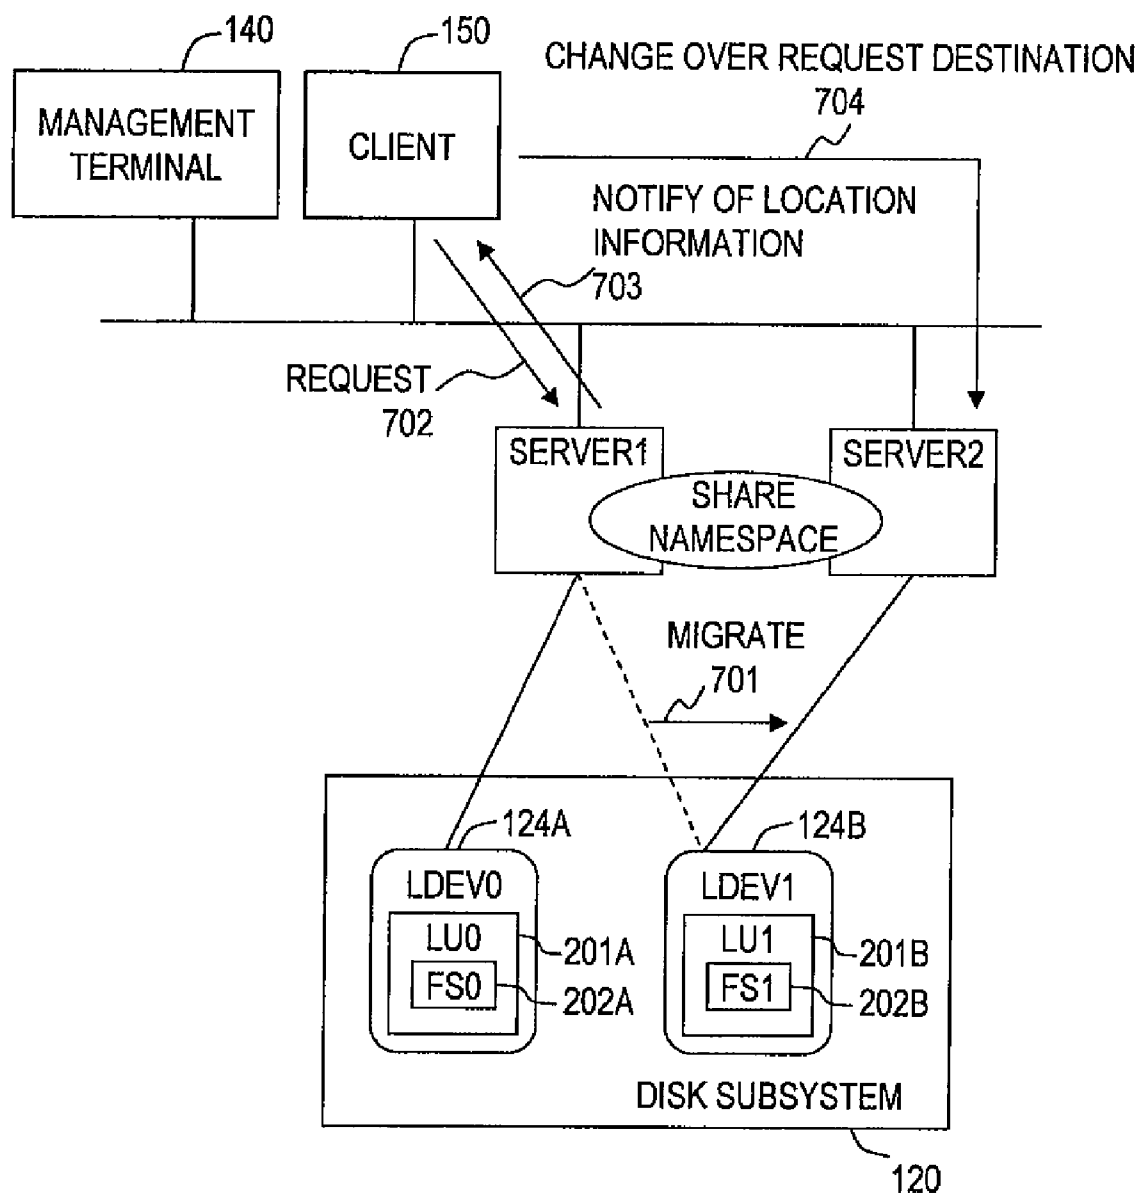 140
150
CHANGE OVER REQUEST DESTINATION
704
MANAGEMENT
TERMINAL
CLIENT
NOTIFY OF LOCATION
INFORMATION
703
REQUEST
702
SERVER1
SERVER2
SHARE
NAMESPACE
MIGRATE
701
124A
124B
LDEV0
LDEV1
LU0
201A
LU1
201B
FS0
202A
FS1
202B
DISK SUBSYSTEM
120